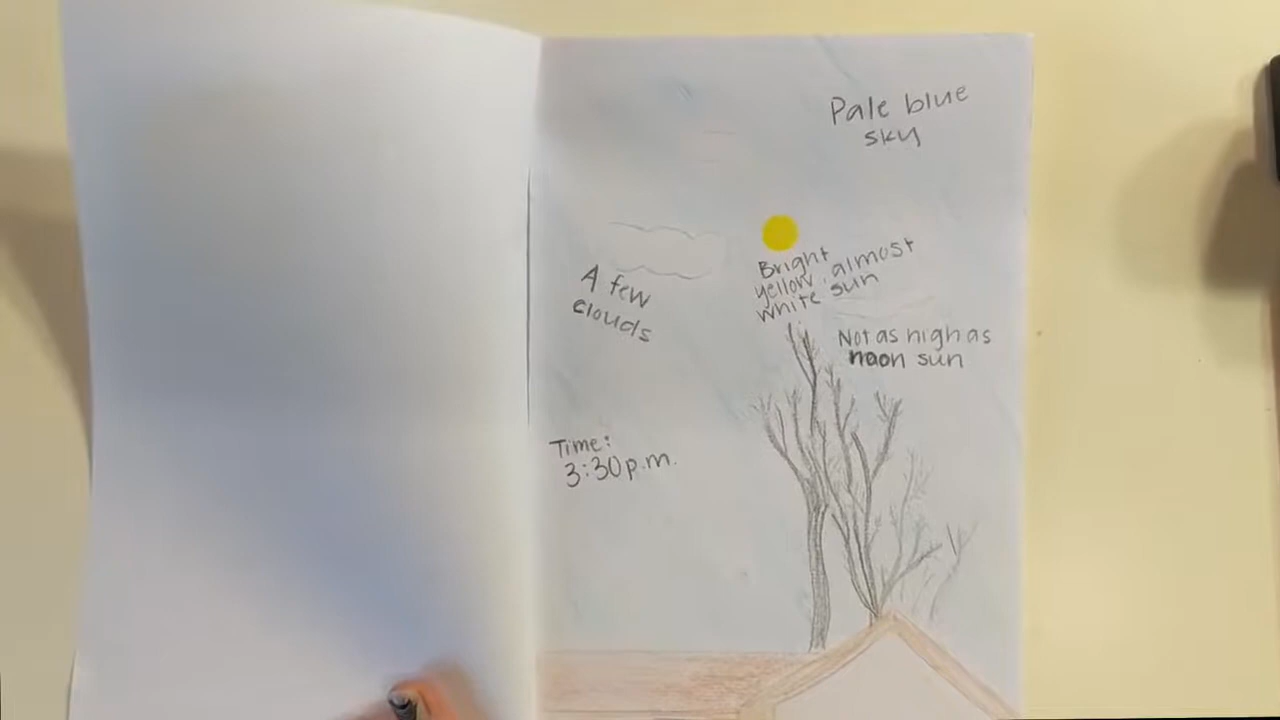 Pale blue
sky
Bright
yellow, almost
white sun
A few
clouds
Not as high as
noon sun
Time:
3:30 p.m.